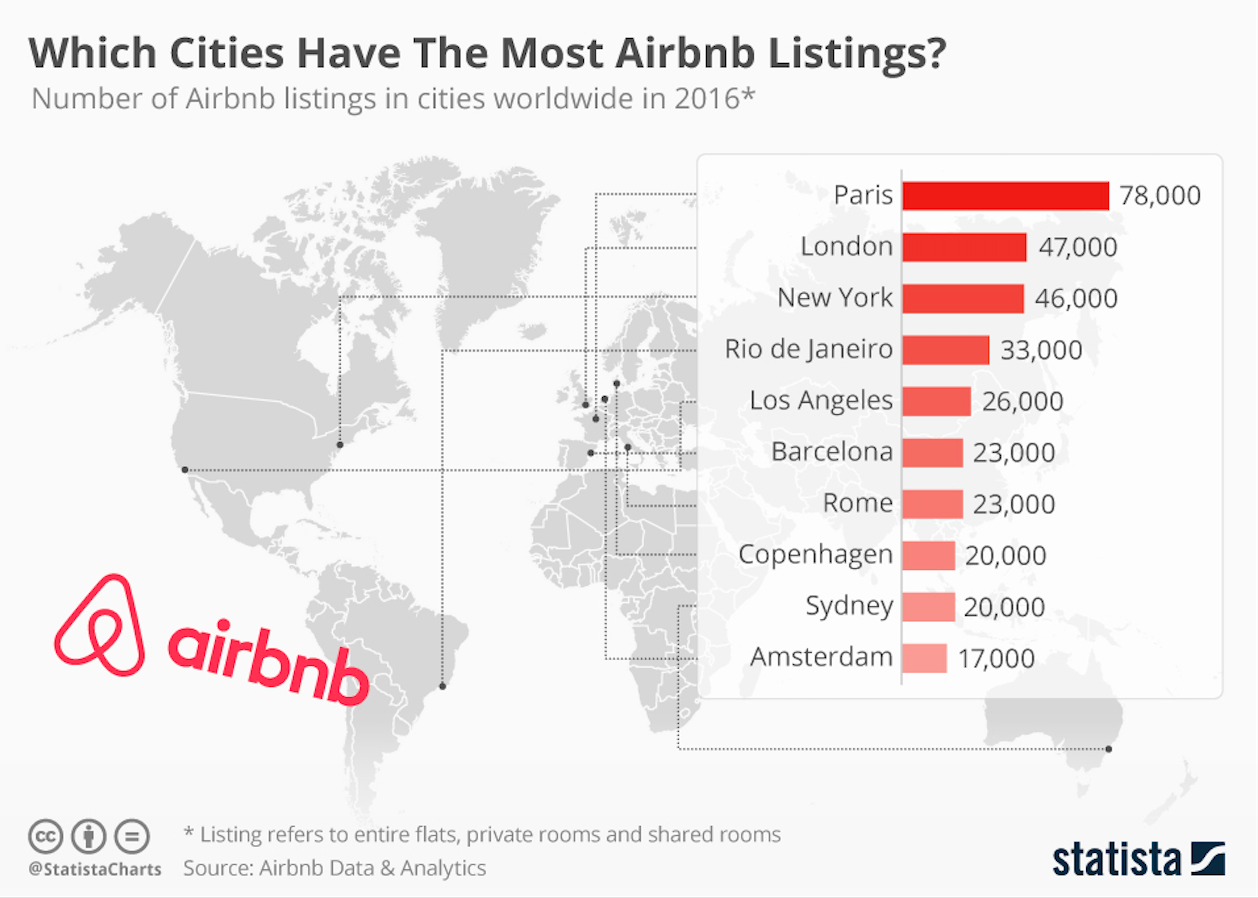 Which Cities Have The Most Airbnb Listings?
Number of Airbnb listings in cities worldwide in 2016*
Paris 78,000
London 47,000
New York 46,000
Rio de Janeiro 33,000
Los Angeles 26,000
Barcelona 23,000
Rome 23,000
Copenhagen 20,000
Sydney 20,000
Amsterdam 17,000
airbnb
cc
* Listing refers to entire flats, private rooms and shared rooms
@StatistaCharts Source: Airbnb Data & Analytics
statista